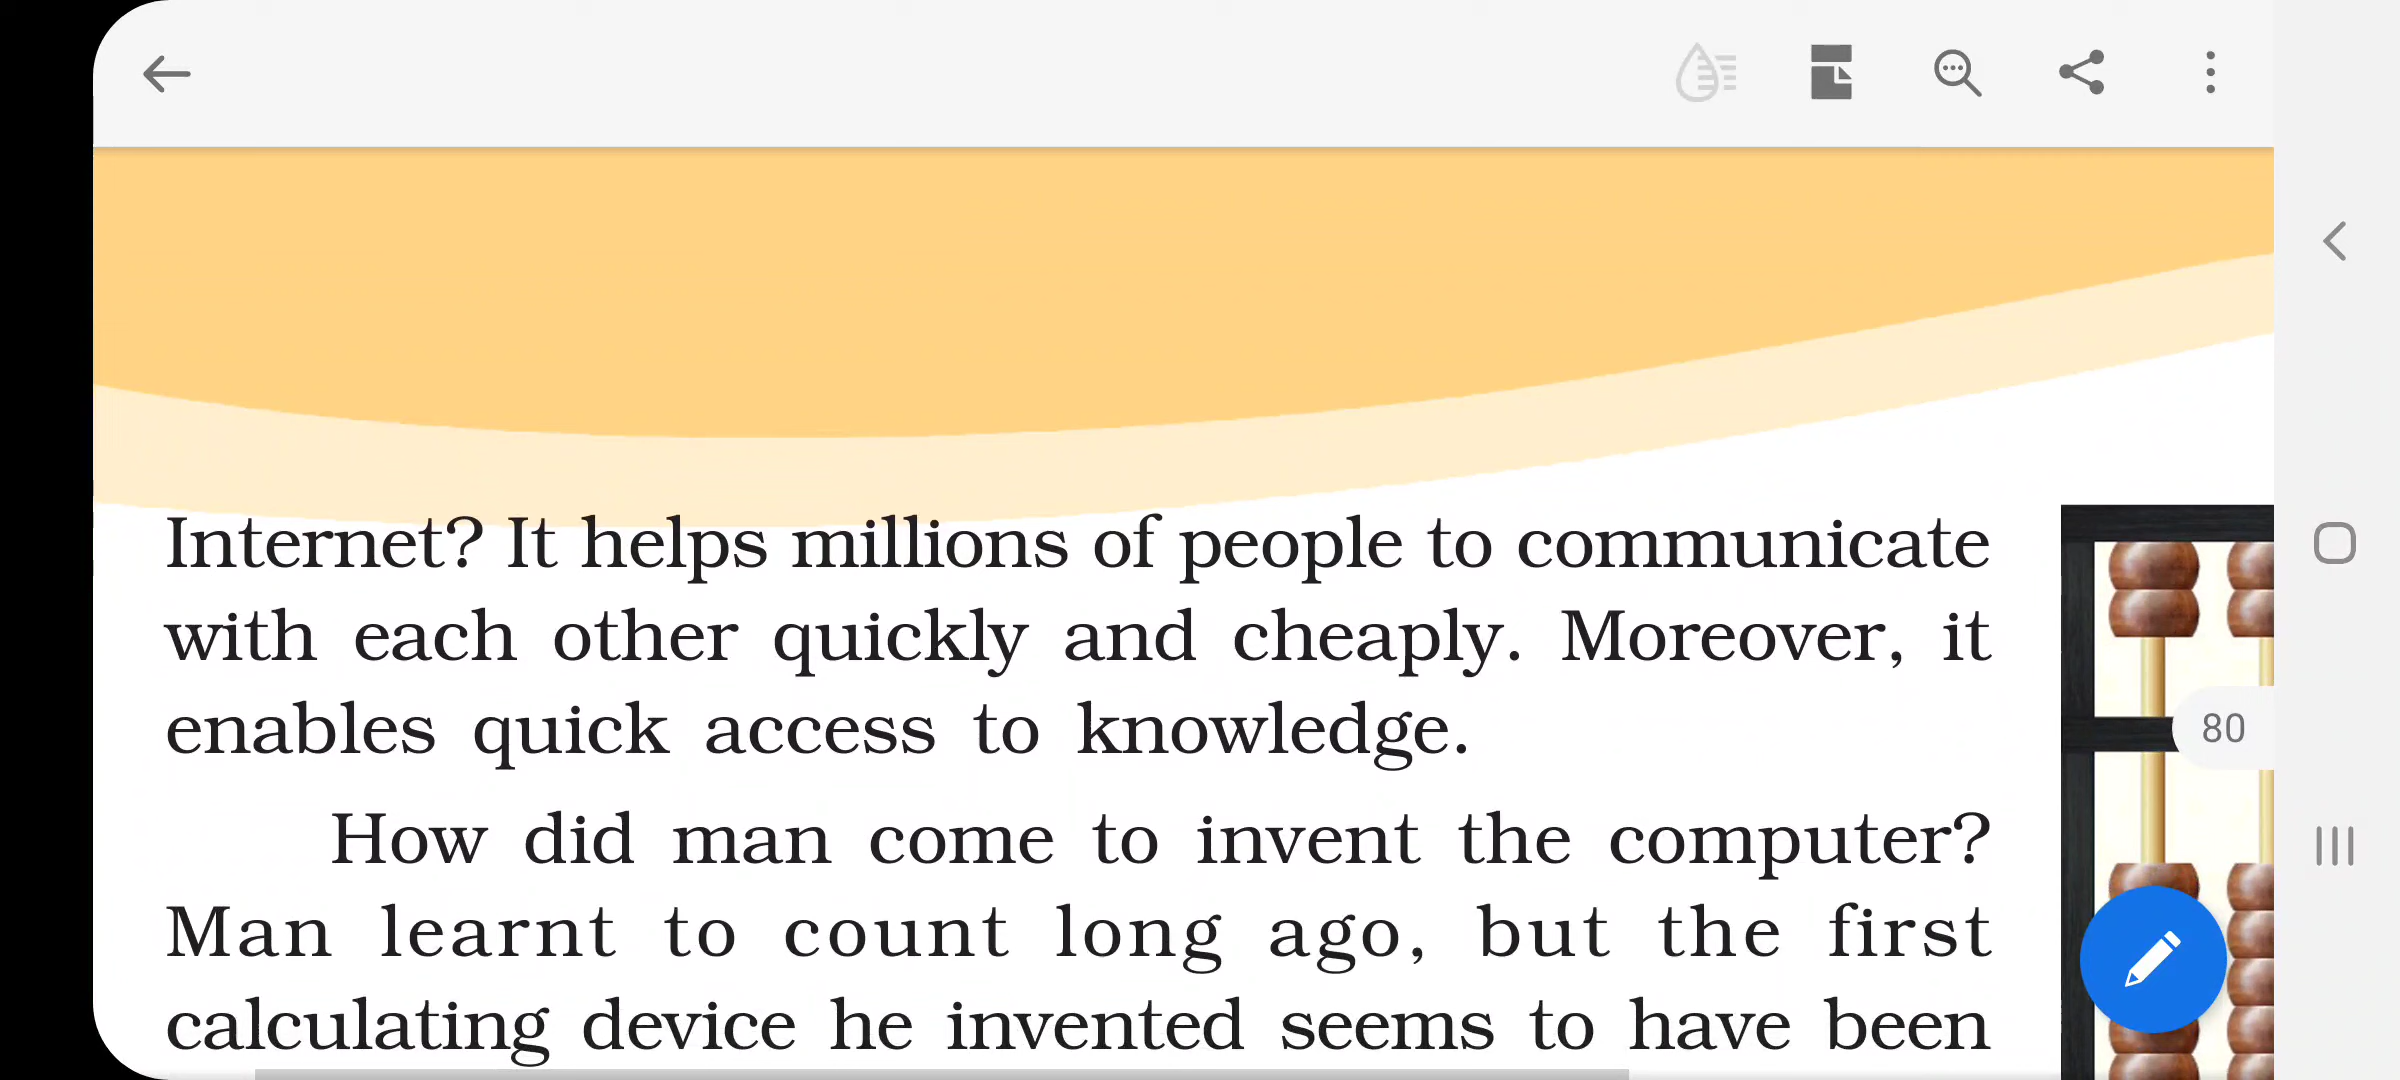 Internet? It helps millions of people to communicate
with each other quickly and cheaply. Moreover, it
enables quick access to knowledge.
80
How did man come to invent the computer?
Man learnt to count long ago, but the first
calculating device he invented seems to have been